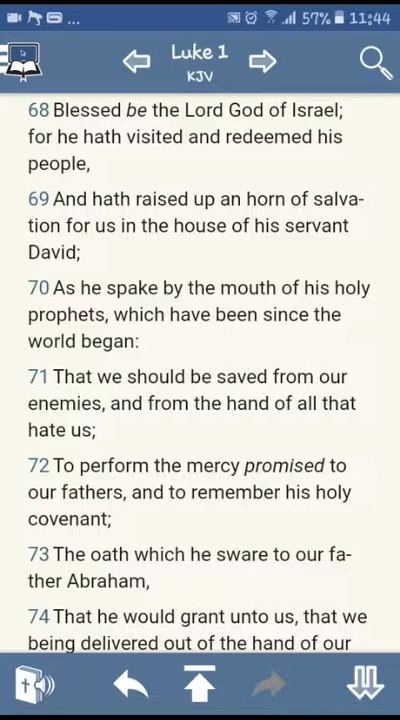 57% 11:44
Luke 1
KJV
68 Blessed be the Lord God of Israel;
for he hath visited and redeemed his
people,
69 And hath raised up an horn of salva-
tion for us in the house of his servant
David;
70 As he spake by the mouth of his holy
prophets, which have been since the
world began:
71 That we should be saved from our
enemies, and from the hand of all that
hate us;
72 To perform the mercy promised to
our fathers, and to remember his holy
covenant;
73 The oath which he sware to our fa-
ther Abraham,
74 That he would grant unto us, that we
being delivered out of the hand of our